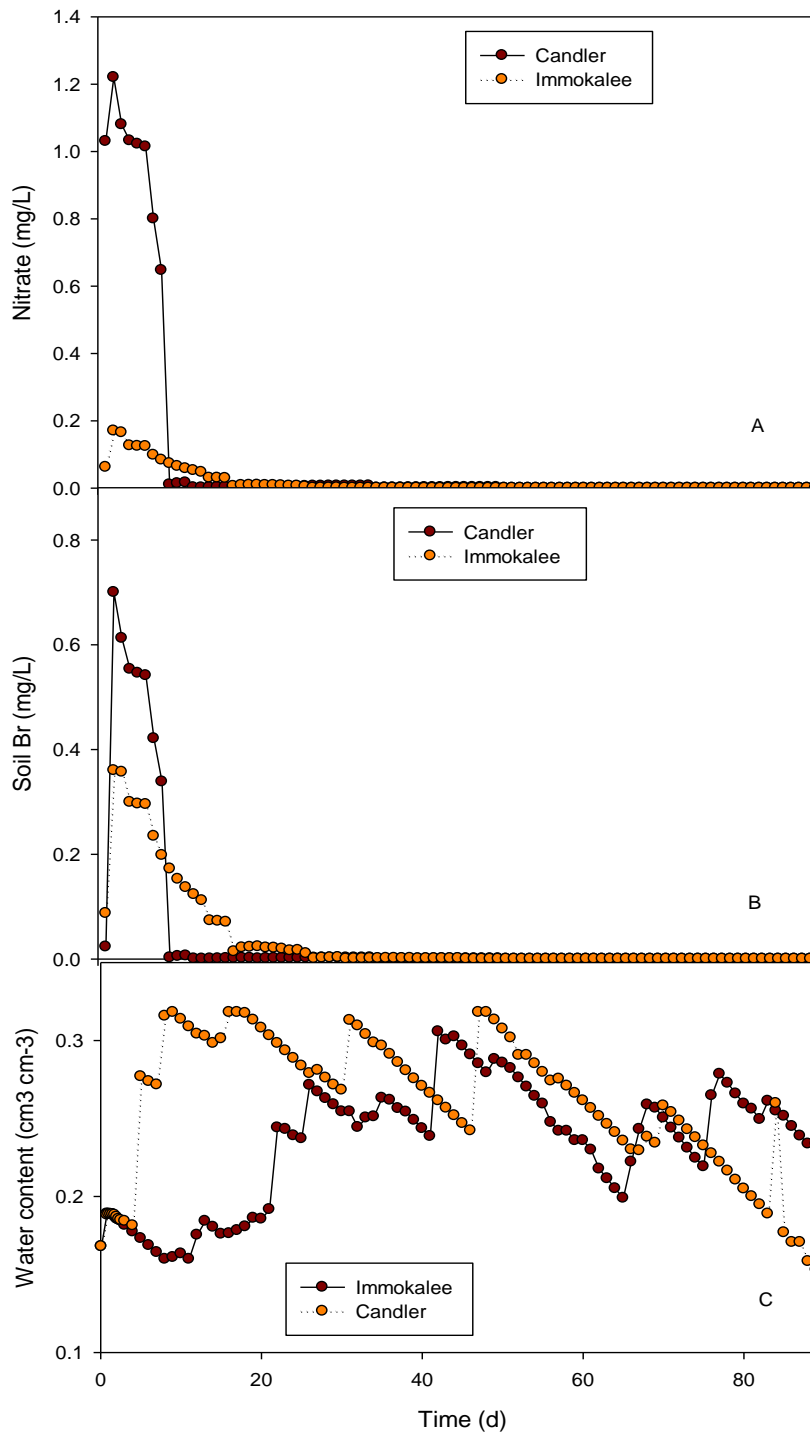 1.4
1.2
1.0
0.8
0.6
0.4
0.2
0.0
Nitrate (mg/L)
Candler
Immokalee
A
0.8
0.6
0.4
0.2
0.0
Soil Br (mg/L)
Candler
Immokalee
B
0.3
0.2
0.1
Water content (cm3 cm-3)
Immokalee
Candler
C
0 20 40 60 80
Time (d)